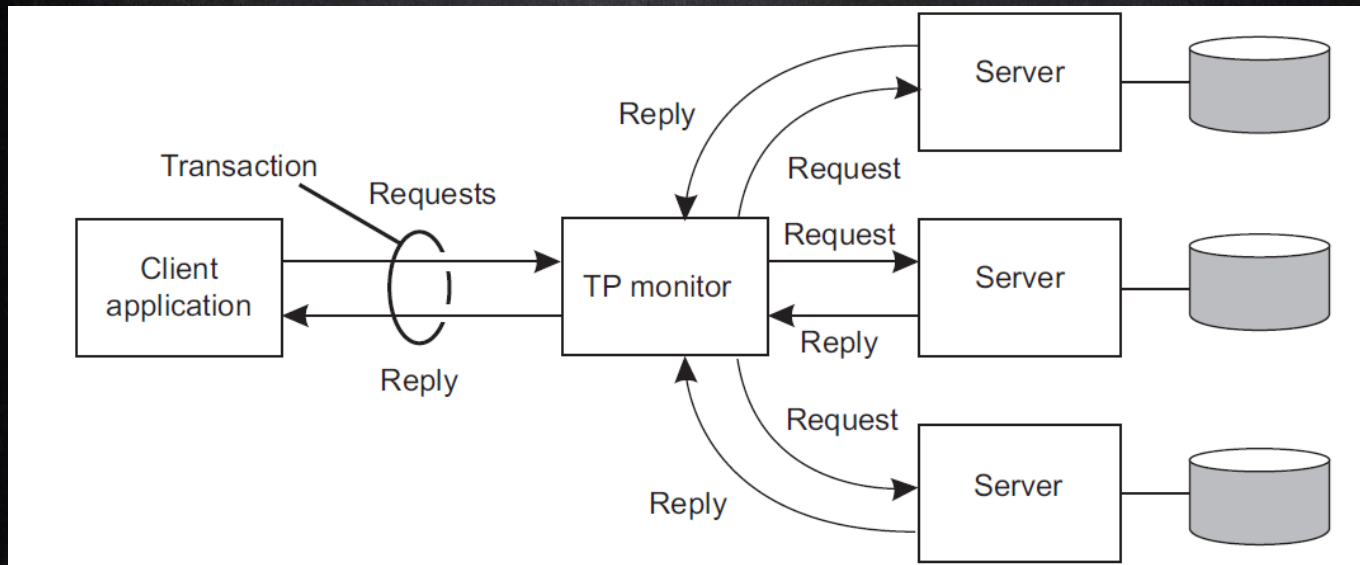 Server
Reply
Transaction
Request
Requests
Request
Client
application
TP monitor
Server
Reply
Reply
Request
Server
Reply